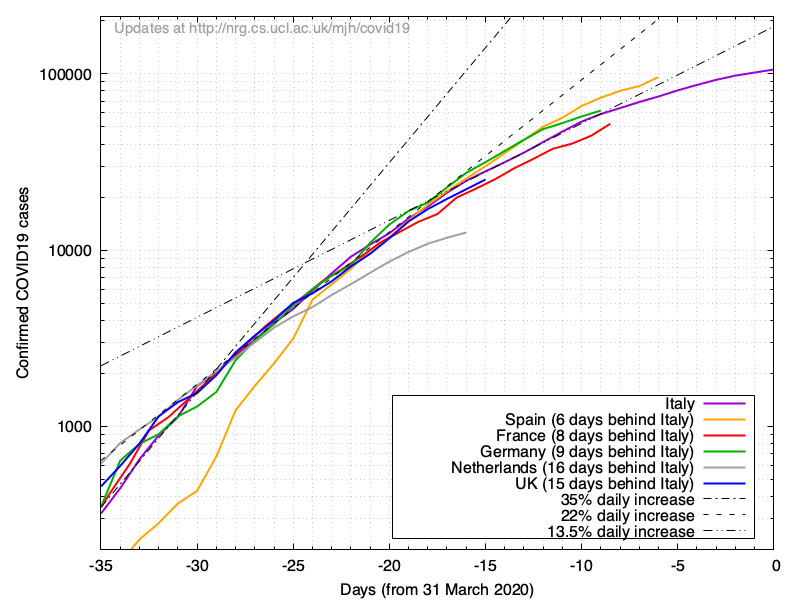 Updates at http://nrg.cs.ucl.ac.uk/mjh/covid19
100000
10000
1000
Confirmed COVID19 cases
Italy
Spain (6 days behind Italy)
France (8 days behind Italy)
Germany (9 days behind Italy)
Netherlands (16 days behind Italy)
UK (15 days behind Italy)
35% daily increase
22% daily increase
13.5% daily increase
-35 -30 -25 -20 -15 -10 -5 0
Days (from 31 March 2020)